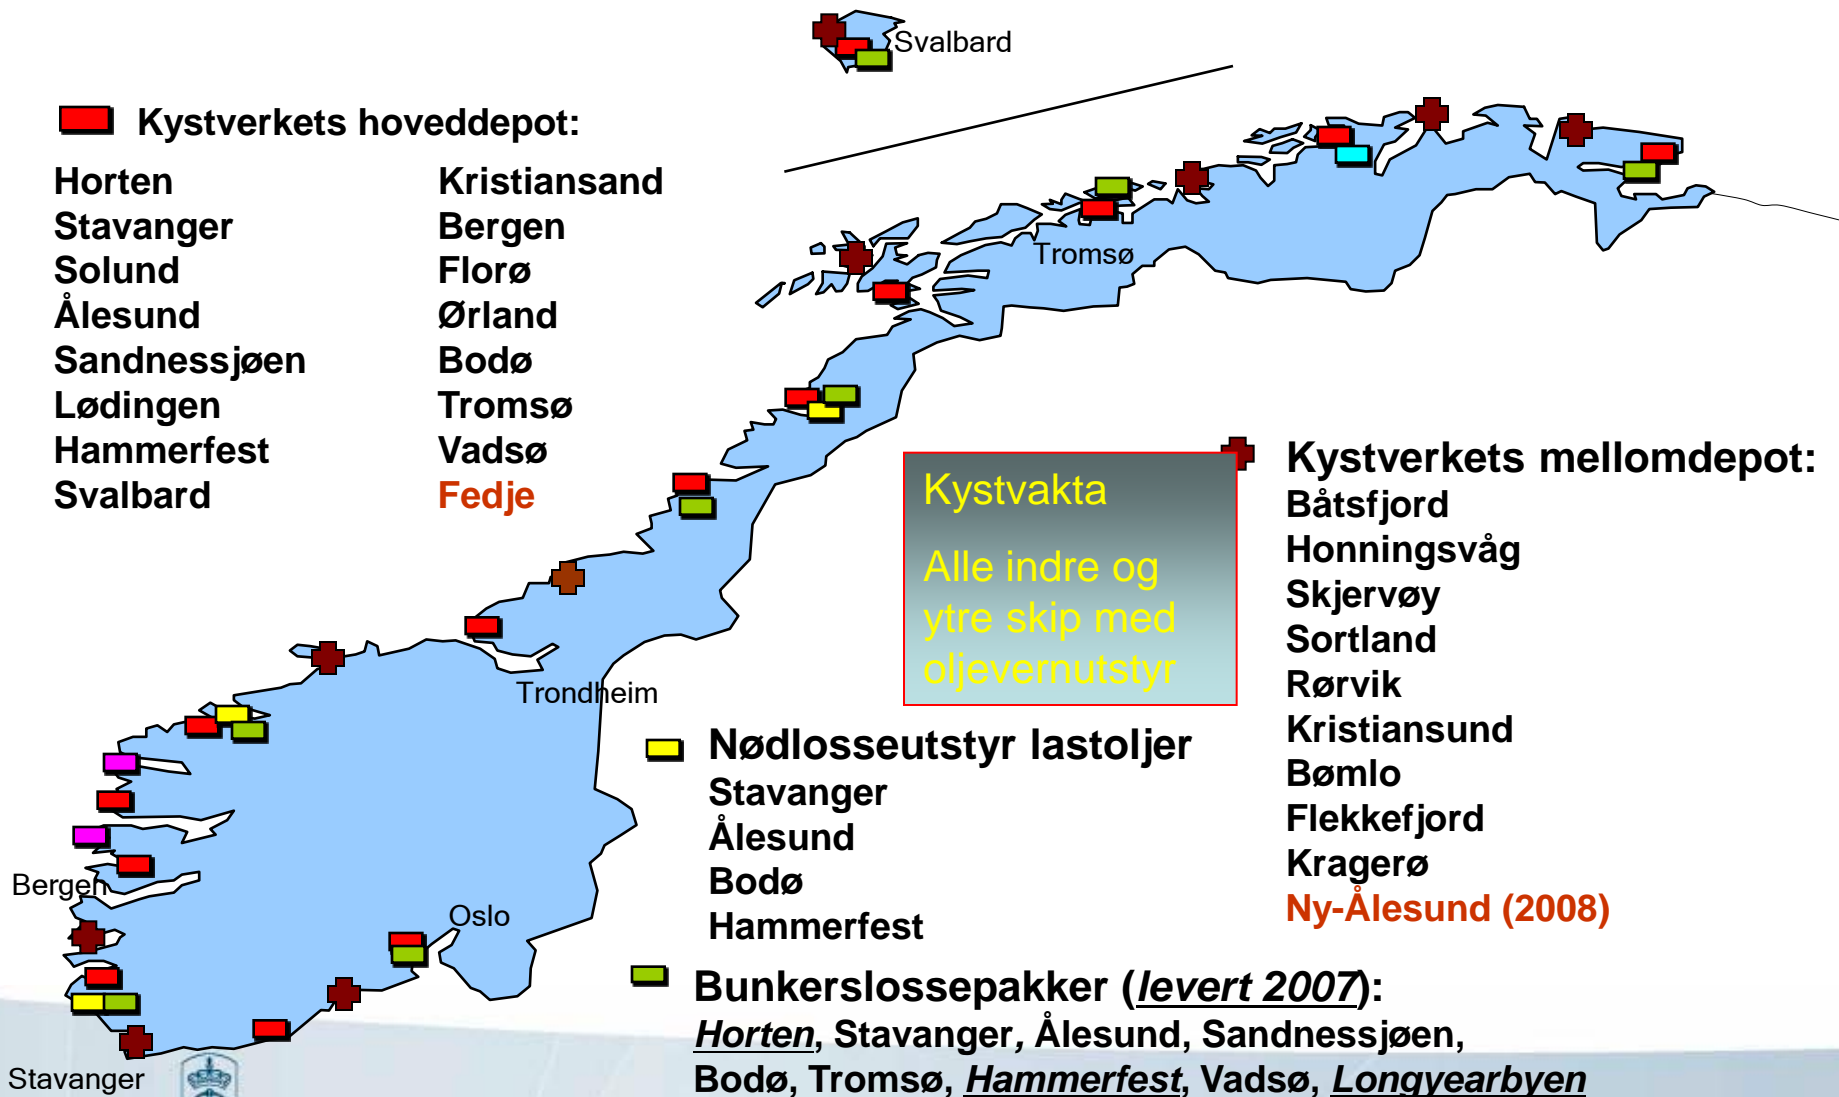 Svalbard
Kystverkets hoveddepot:
Horten
Stavanger
Solund
Ålesund
Sandnessjøen
Lødingen
Hammerfest
Svalbard
Kristiansand
Bergen
Florø
Ørland
Bodø
Tromsø
Vadsø
Fedje
Tromsø
Trondheim
Bergen
Oslo
Stavanger
Kystvakta
Alle indre og
ytre skip med
oljevernutstyr
Kystverkets mellomdepot:
Båtsfjord
Honningsvåg
Skjervøy
Sortland
Rørvik
Kristiansund
Bømlo
Flekkefjord
Kragerø
Ny-Ålesund (2008)
Nødlosseutstyr lastoljer
Stavanger
Ålesund
Bodø
Hammerfest
Bunkerslossepakker (levert 2007):
Horten, Stavanger, Ålesund, Sandnessjøen,
Bodø, Tromsø, Hammerfest, Vadsø, Longyearbyen